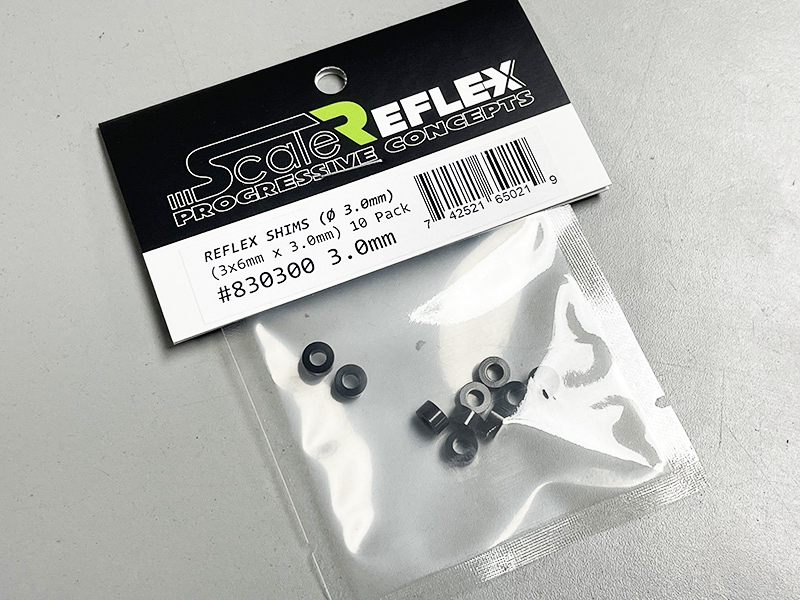 Scale REFLEX
PROGRESSIVE CONCEPTS
REFLEX SHIMS (Ø 3.0mm)
(3x6mm x 3.0mm) 10 Pack
#830300 3.0mm
7 42521 65021 9